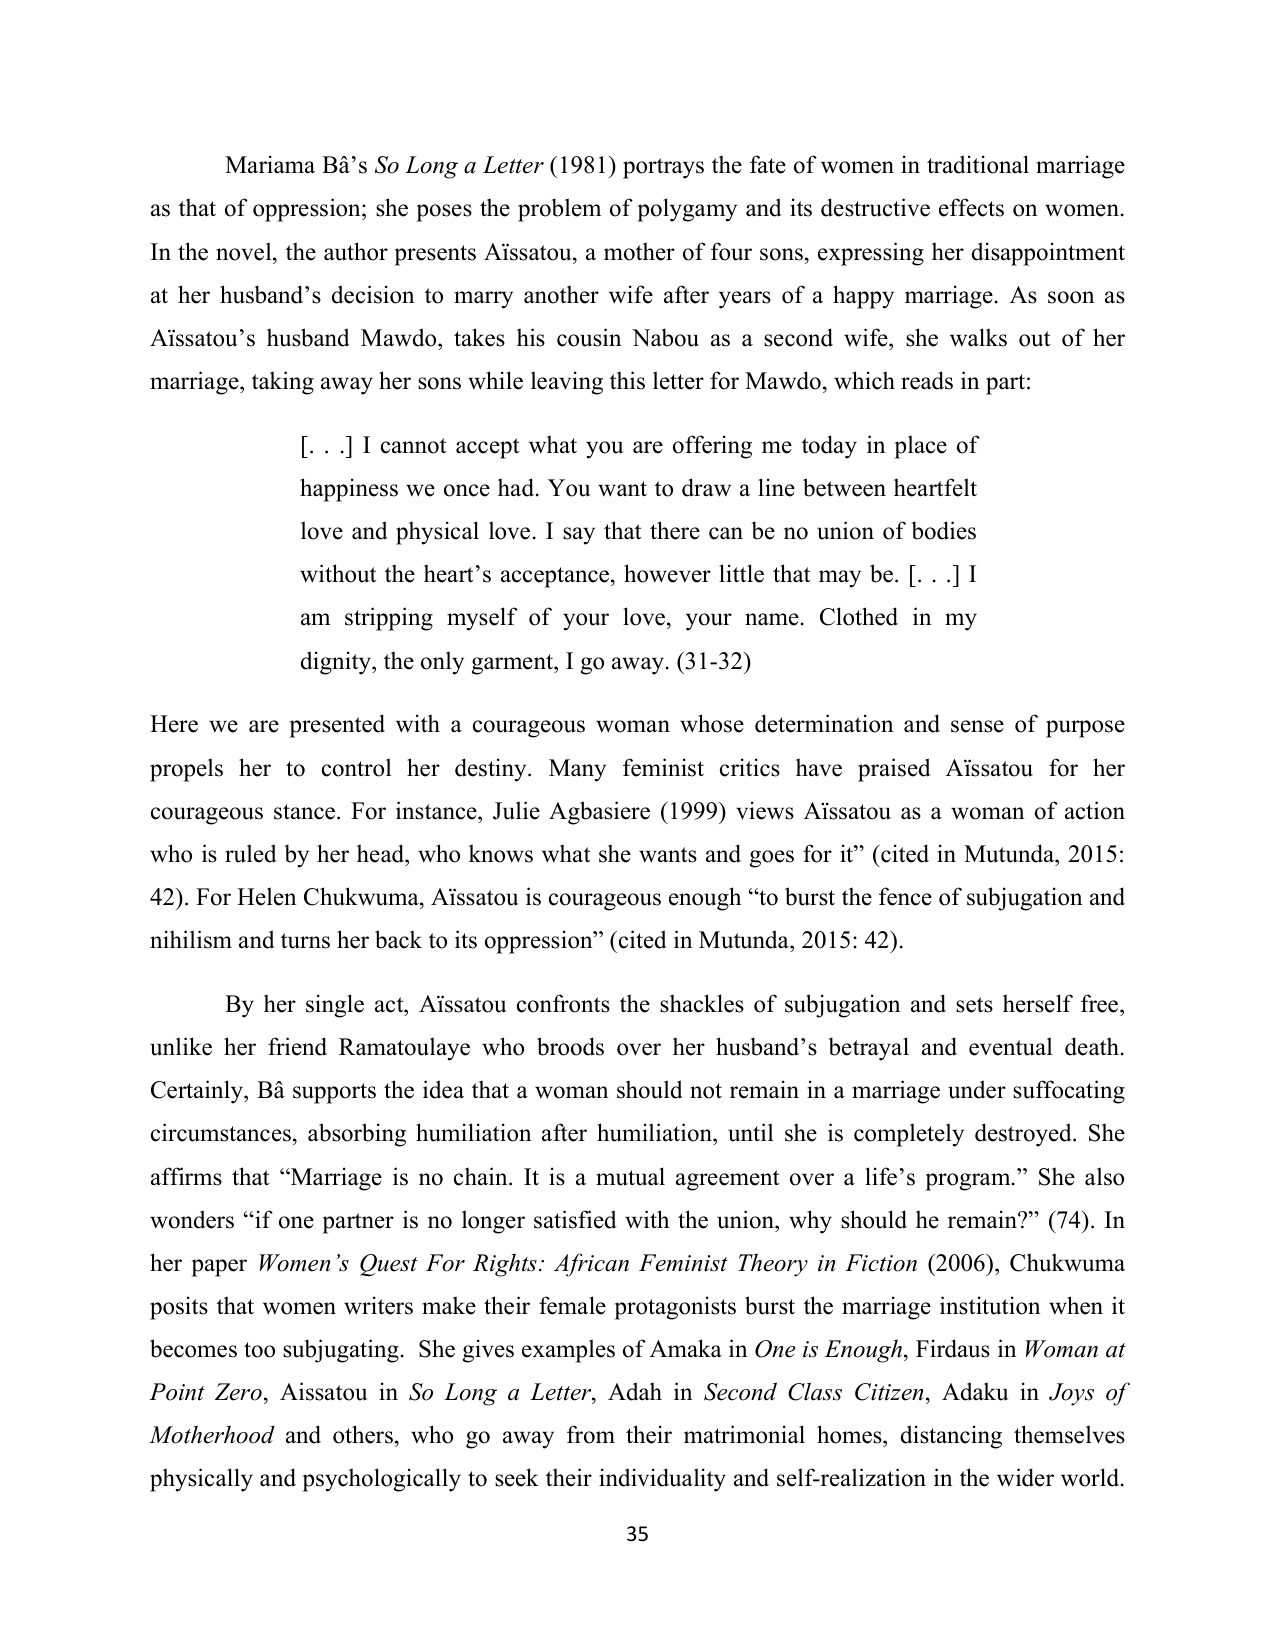 Mariama Bâ’s So Long a Letter (1981) portrays the fate of women in traditional marriage
as that of oppression; she poses the problem of polygamy and its destructive effects on women.
In the novel, the author presents Aïssatou, a mother of four sons, expressing her disappointment
at her husband’s decision to marry another wife after years of a happy marriage. As soon as
Aïssatou’s husband Mawdo, takes his cousin Nabou as a second wife, she walks out of her
marriage, taking away her sons while leaving this letter for Mawdo, which reads in part:
[. . .] I cannot accept what you are offering me today in place of
happiness we once had. You want to draw a line between heartfelt
love and physical love. I say that there can be no union of bodies
without the heart’s acceptance, however little that may be. [. . .] I
am stripping myself of your love, your name. Clothed in my
dignity, the only garment, I go away. (31-32)
Here we are presented with a courageous woman whose determination and sense of purpose
propels her to control her destiny. Many feminist critics have praised Aïssatou for her
courageous stance. For instance, Julie Agbasiere (1999) views Aïssatou as a woman of action
who is ruled by her head, who knows what she wants and goes for it” (cited in Mutunda, 2015:
42). For Helen Chukwuma, Aïssatou is courageous enough “to burst the fence of subjugation and
nihilism and turns her back to its oppression” (cited in Mutunda, 2015: 42).
By her single act, Aïssatou confronts the shackles of subjugation and sets herself free,
unlike her friend Ramatoulaye who broods over her husband’s betrayal and eventual death.
Certainly, Bâ supports the idea that a woman should not remain in a marriage under suffocating
circumstances, absorbing humiliation after humiliation, until she is completely destroyed. She
affirms that “Marriage is no chain. It is a mutual agreement over a life’s program.” She also
wonders “if one partner is no longer satisfied with the union, why should he remain?” (74). In
her paper Women’s Quest For Rights: African Feminist Theory in Fiction (2006), Chukwuma
posits that women writers make their female protagonists burst the marriage institution when it
becomes too subjugating.  She gives examples of Amaka in One is Enough, Firdaus in Woman at
Point Zero, Aissatou in So Long a Letter, Adah in Second Class Citizen, Adaku in Joys of
Motherhood and others, who go away from their matrimonial homes, distancing themselves
physically and psychologically to seek their individuality and self-realization in the wider world.
35